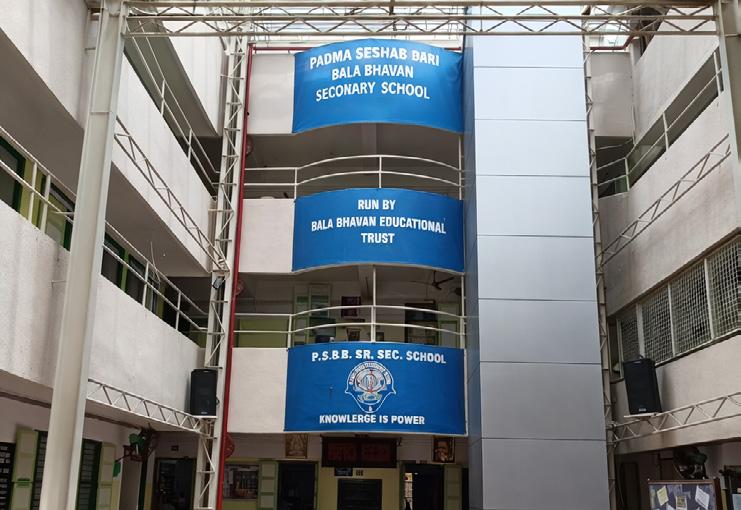 PADMA SESHAB BARI
BALA BHAVAN
SECONARY SCHOOL
RUN BY
BALA BHAVAN EDUCATIONAL
TRUST
P.S.B.B. SR. SEC. SCHOOL
KNOWLERGE IS POWER